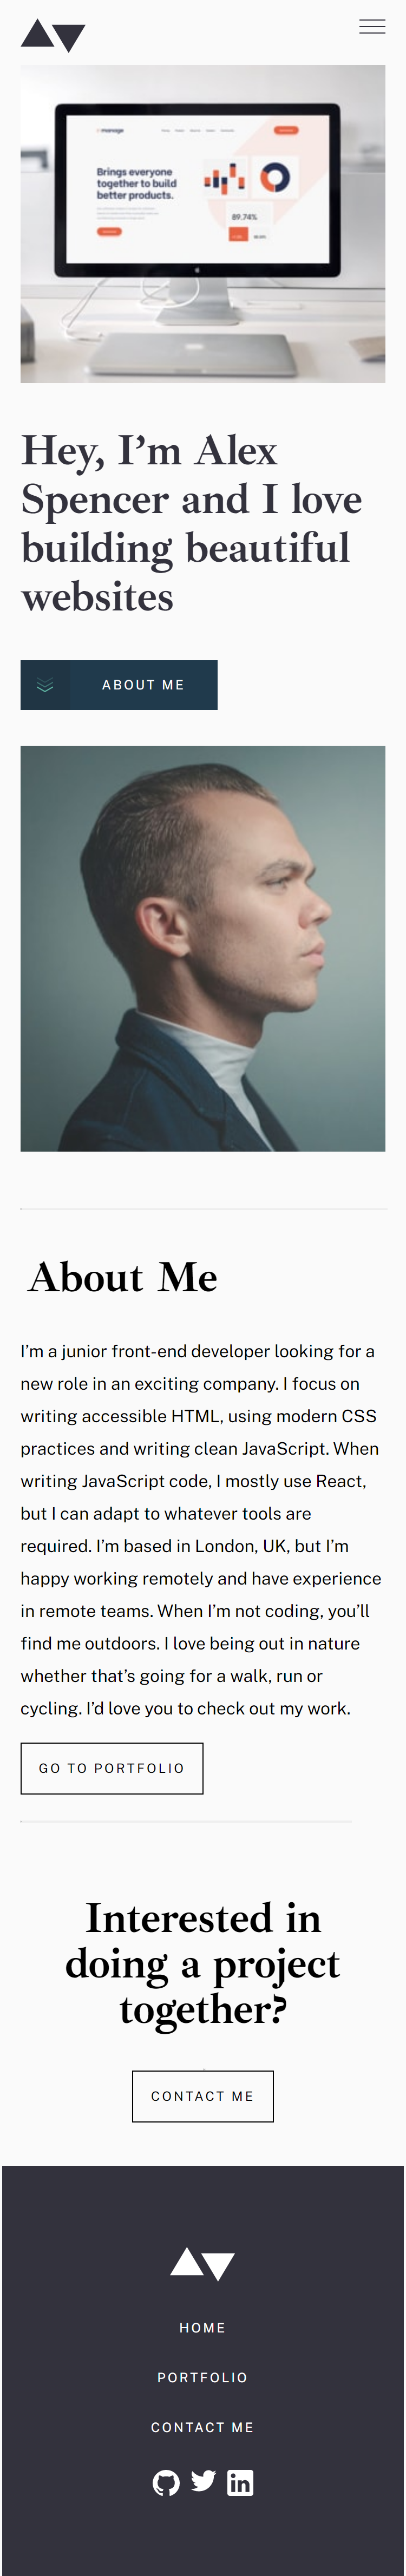 manage
Brings everyone
together to build
better products.
89.74%
Hey, I’m Alex
Spencer and I love
building beautiful
websites
ABOUT ME
About Me
I’m a junior front-end developer looking for a
new role in an exciting company. I focus on
writing accessible HTML, using modern CSS
practices and writing clean JavaScript. When
writing JavaScript code, I mostly use React,
but I can adapt to whatever tools are
required. I’m based in London, UK, but I’m
happy working remotely and have experience
in remote teams. When I’m not coding, you’ll
find me outdoors. I love being out in nature
whether that’s going for a walk, run or
cycling. I’d love you to check out my work.
GO TO PORTFOLIO
Interested in
doing a project
together?
CONTACT ME
HOME
PORTFOLIO
CONTACT ME
in